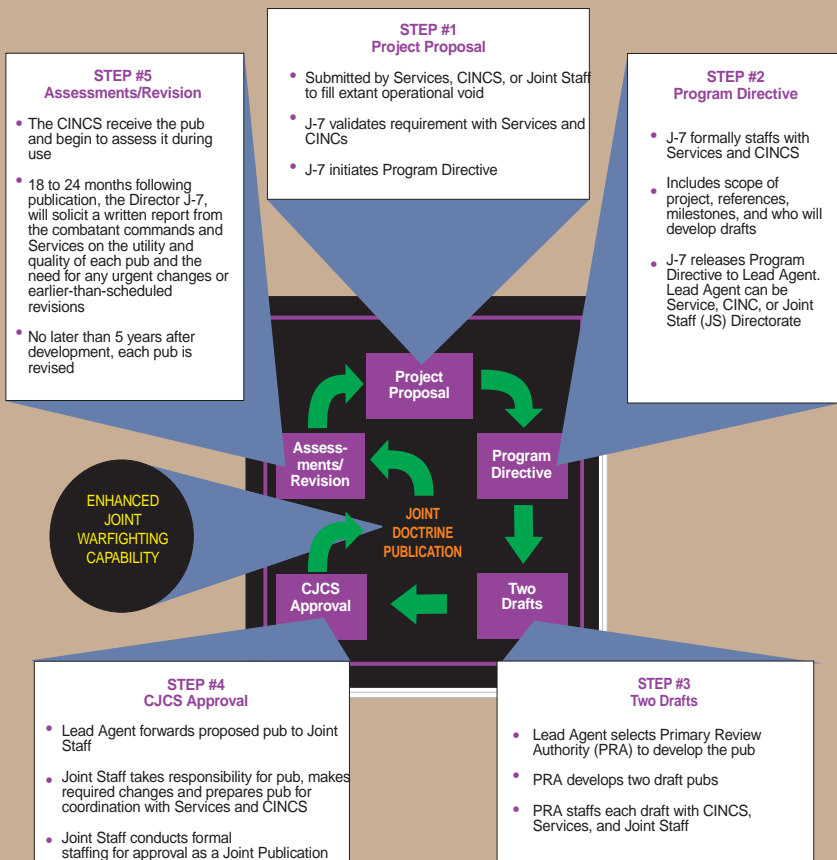 STEP #1
Project Proposal
• Submitted by Services, CINCS, or Joint Staff
to fill extant operational void
• J-7 validates requirement with Services and
CINCs
• J-7 initiates Program Directive
STEP #5
Assessments/Revision
• The CINCS receive the pub
and begin to assess it during
use
• 18 to 24 months following
publication, the Director J-7,
will solicit a written report from
the combatant commands and
Services on the utility and
quality of each pub and the
need for any urgent changes or
earlier-than-scheduled
revisions
• No later than 5 years after
development, each pub is
revised
STEP #2
Program Directive
• J-7 formally staffs with
Services and CINCS
• Includes scope of
project, references,
milestones, and who will
develop drafts
• J-7 releases Program
Directive to Lead Agent.
Lead Agent can be
Service, CINC, or Joint
Staff (JS) Directorate
Project
Proposal
Assess-
ments/
Revision
Program
Directive
ENHANCED
JOINT
WARFIGHTING
CAPABILITY
JOINT
DOCTRINE
PUBLICATION
CJCS
Approval
Two
Drafts
STEP #4
CJCS Approval
• Lead Agent forwards proposed pub to Joint
Staff
• Joint Staff takes responsibility for pub, makes
required changes and prepares pub for
coordination with Services and CINCS
• Joint Staff conducts formal
staffing for approval as a Joint Publication
STEP #3
Two Drafts
• Lead Agent selects Primary Review
Authority (PRA) to develop the pub
• PRA develops two draft pubs
• PRA staffs each draft with CINCS,
Services, and Joint Staff